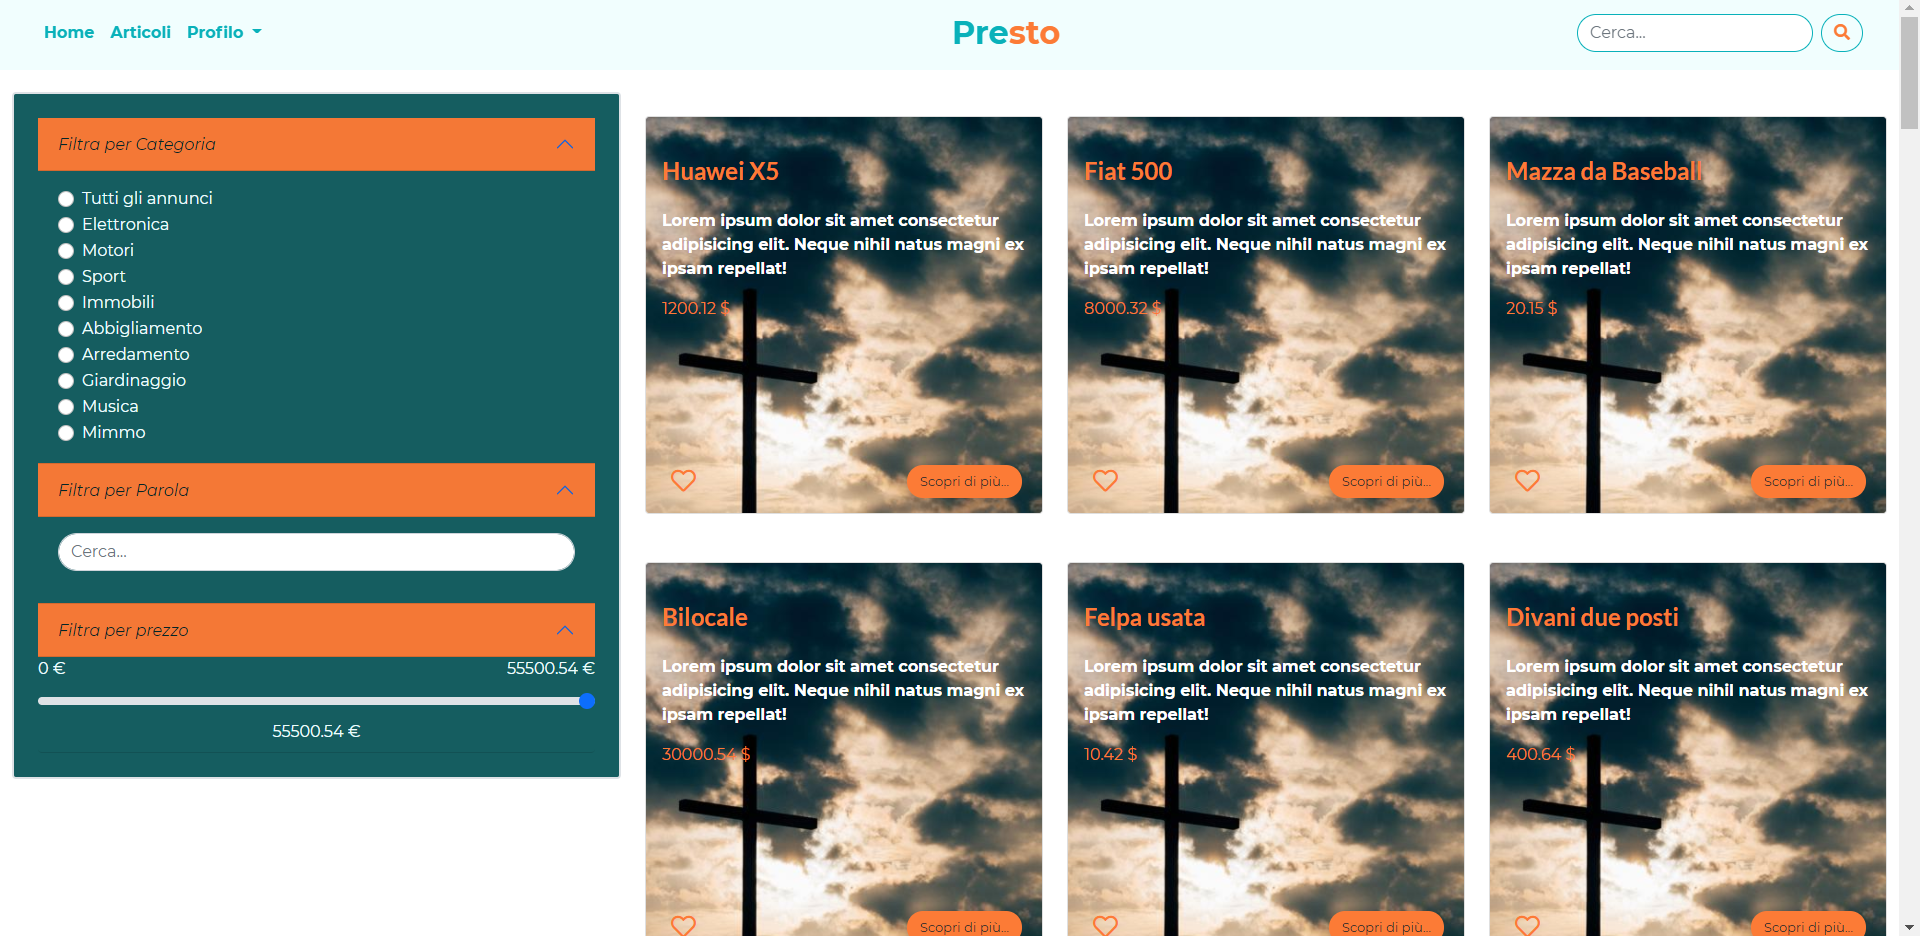 Home Articoli Profilo
Presto
Cerca...
Filtra per Categoria
Tutti gli annunci
Elettronica
Motori
Sport
Immobili
Abbigliamento
Arredamento
Giardinaggio
Musica
Mimmo
Filtra per Parola
Cerca...
Filtra per prezzo
0 € 55500.54 €
55500.54 €
Huawei X5
Lorem ipsum dolor sit amet consectetur
adipisicing elit. Neque nihil natus magni ex
ipsam repellat!
1200.12 $
Scopri di più...
Fiat 500
Lorem ipsum dolor sit amet consectetur
adipisicing elit. Neque nihil natus magni ex
ipsam repellat!
8000.32 $
Scopri di più...
Mazza da Baseball
Lorem ipsum dolor sit amet consectetur
adipisicing elit. Neque nihil natus magni ex
ipsam repellat!
20.15 $
Scopri di più...
Bilocale
Lorem ipsum dolor sit amet consectetur
adipisicing elit. Neque nihil natus magni ex
ipsam repellat!
30000.54 $
Scopri di più...
Felpa usata
Lorem ipsum dolor sit amet consectetur
adipisicing elit. Neque nihil natus magni ex
ipsam repellat!
10.42 $
Scopri di più...
Divani due posti
Lorem ipsum dolor sit amet consectetur
adipisicing elit. Neque nihil natus magni ex
ipsam repellat!
400.64 $
Scopri di più...